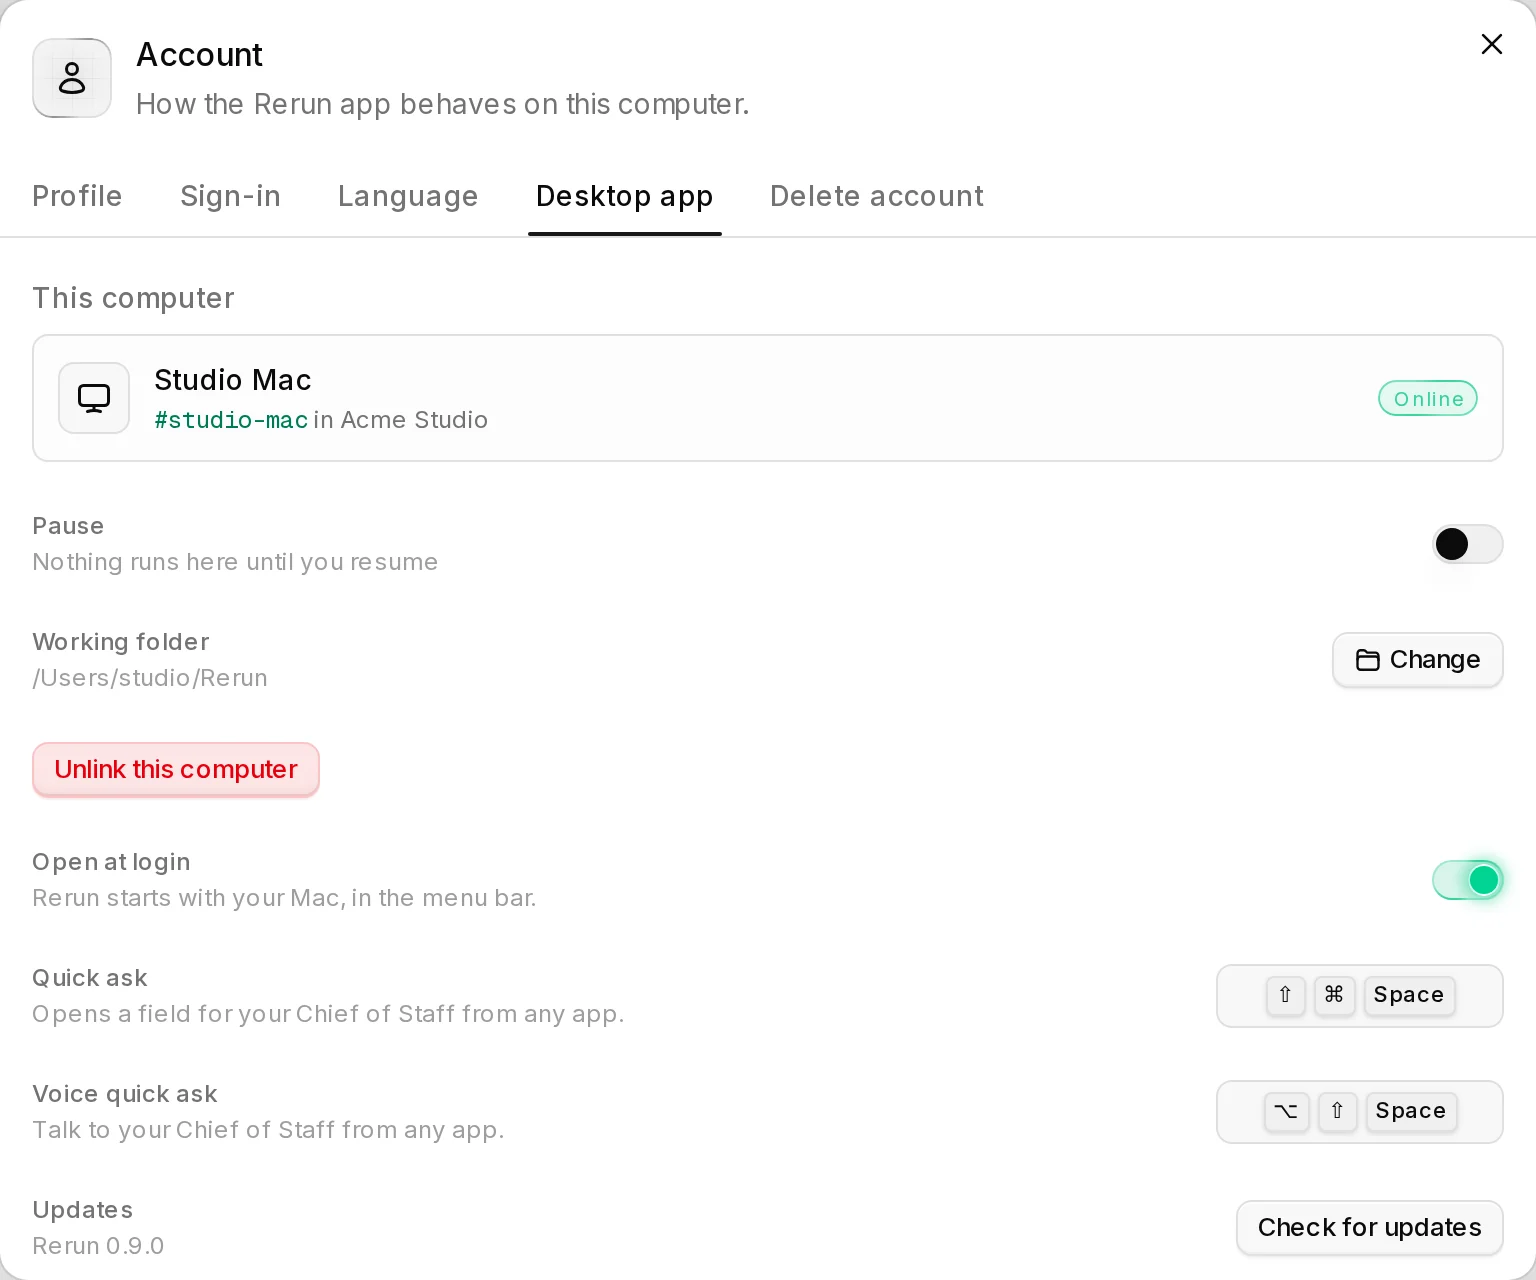 Account
How the Rerun app behaves on this computer.
Profile Sign-in Language Desktop app Delete account
This computer
Studio Mac
#studio-mac in Acme Studio
Online
Pause
Nothing runs here until you resume
Working folder
/Users/studio/Rerun
Change
Unlink this computer
Open at login
Rerun starts with your Mac, in the menu bar.
Quick ask
Opens a field for your Chief of Staff from any app.
⇧ ⌘ Space
Voice quick ask
Talk to your Chief of Staff from any app.
⌥ ⇧ Space
Updates
Rerun 0.9.0
Check for updates